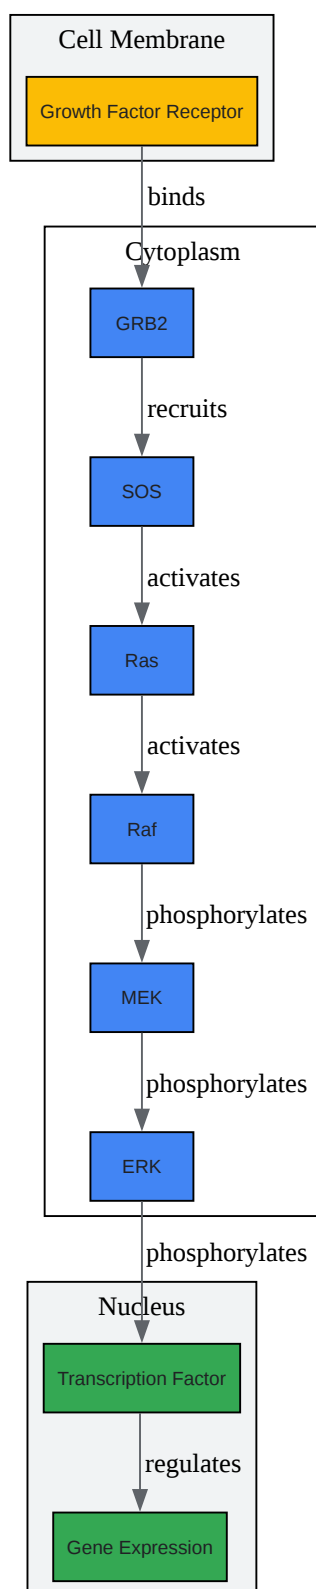 Cell Membrane
Growth Factor Receptor
binds
Cytoplasm
GRB2
recruits
SOS
activates
Ras
activates
Raf
phosphorylates
MEK
phosphorylates
ERK
phosphorylates
Nucleus
Transcription Factor
regulates
Gene Expression